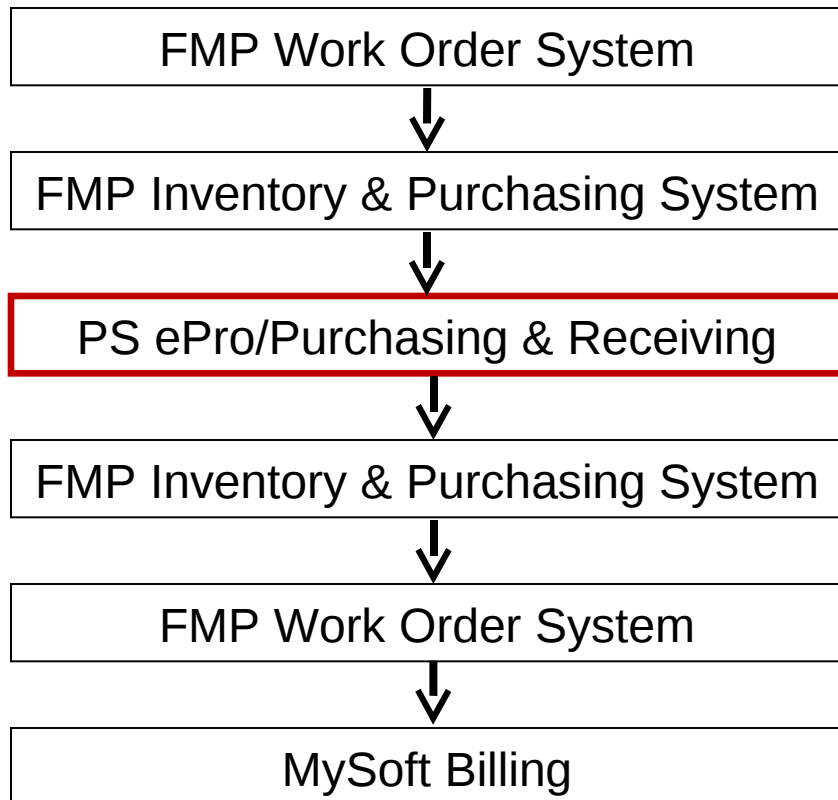 FMP Work Order System
FMP Inventory & Purchasing System
PS ePro/Purchasing & Receiving
FMP Inventory & Purchasing System
FMP Work Order System
MySoft Billing